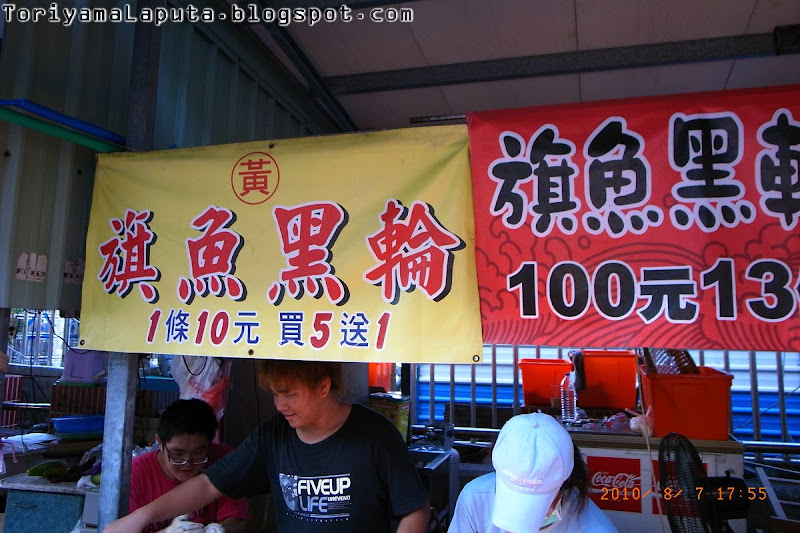 ToriyamaLaputa.blogspot.com
黃
旗魚黑輪
1條10元 買5送1
旗魚黑
100元13
FIVEUP
LIFE
Coca-Cola
2010/ 8/ 7 17:55